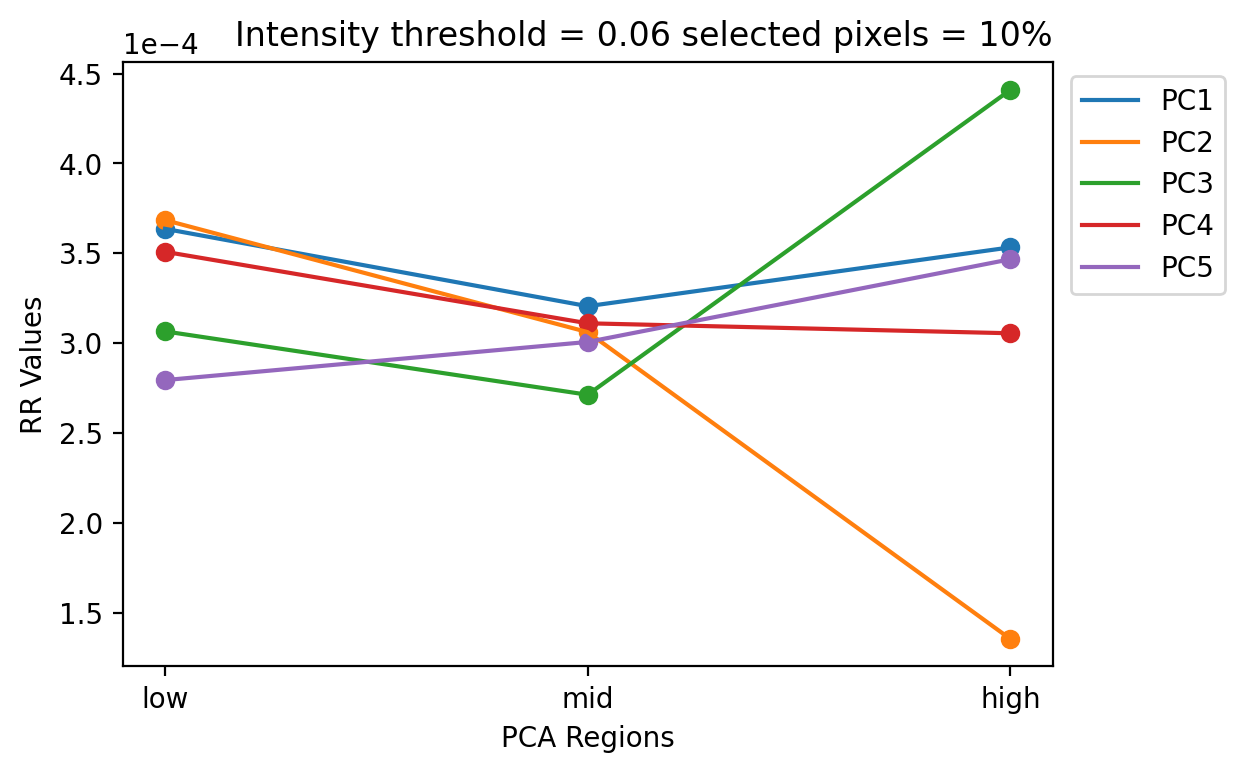 1e−4
Intensity threshold = 0.06 selected pixels = 10%
4.5
4.0
3.5
3.0
2.5
2.0
1.5
RR Values
low
mid
high
PCA Regions
PC1
PC2
PC3
PC4
PC5